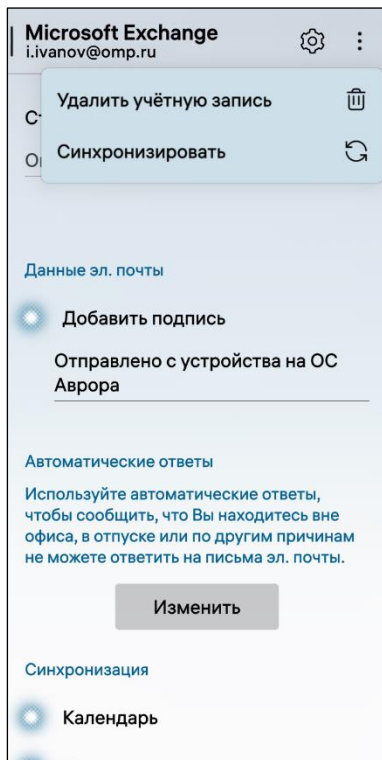 Microsoft Exchange
i.ivanov@omp.ru
Удалить учётную запись
Синхронизировать
Данные эл. почты
Добавить подпись
Отправлено с устройства на ОС
Аврора
Автоматические ответы
Используйте автоматические ответы,
чтобы сообщить, что Вы находитесь вне
офиса, в отпуске или по другим причинам
не можете ответить на письма эл. почты.
Изменить
Синхронизация
Календарь